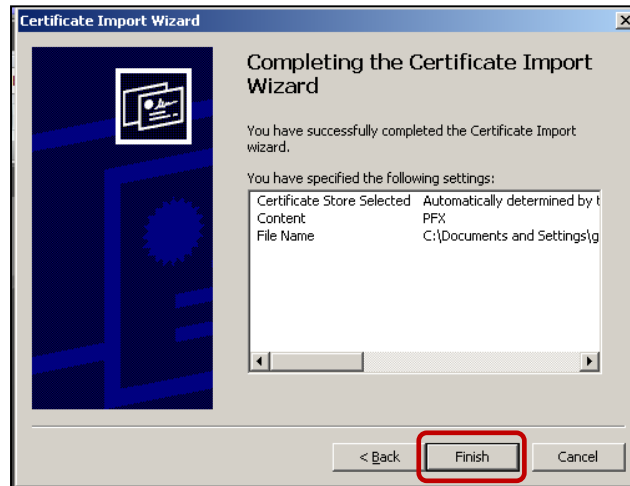 Certificate Import Wizard
Completing the Certificate Import
Wizard
You have successfully completed the Certificate Import
wizard.
You have specified the following settings:
Certificate Store Selected Automatically determined by t
Content PFX
File Name C:\Documents and Settings\g
< Back Finish Cancel